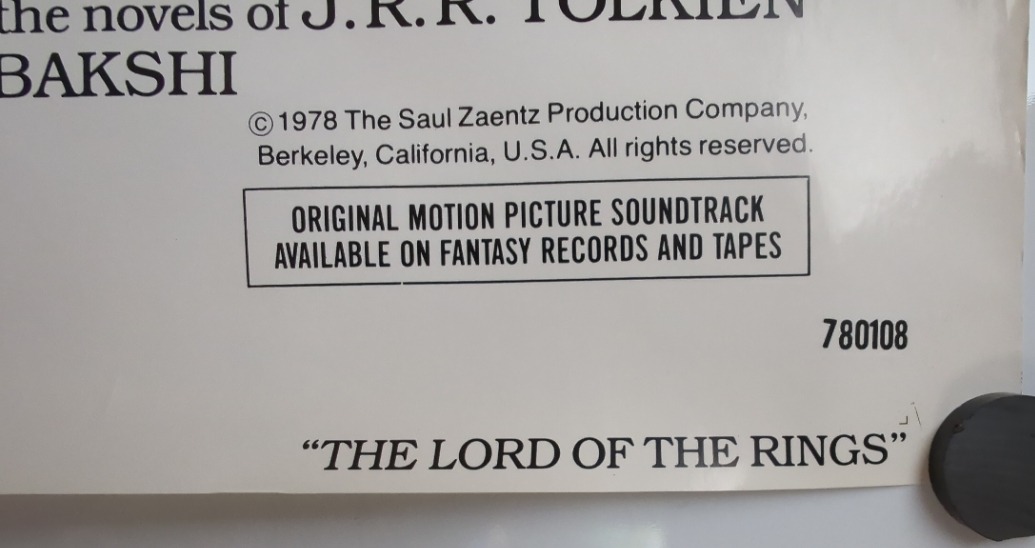 the novels of J. R. R. TOLKIEN
BAKSHI
©1978 The Saul Zaentz Production Company,
Berkeley, California, U.S.A. All rights reserved.
ORIGINAL MOTION PICTURE SOUNDTRACK
AVAILABLE ON FANTASY RECORDS AND TAPES
780108
“THE LORD OF THE RINGS”